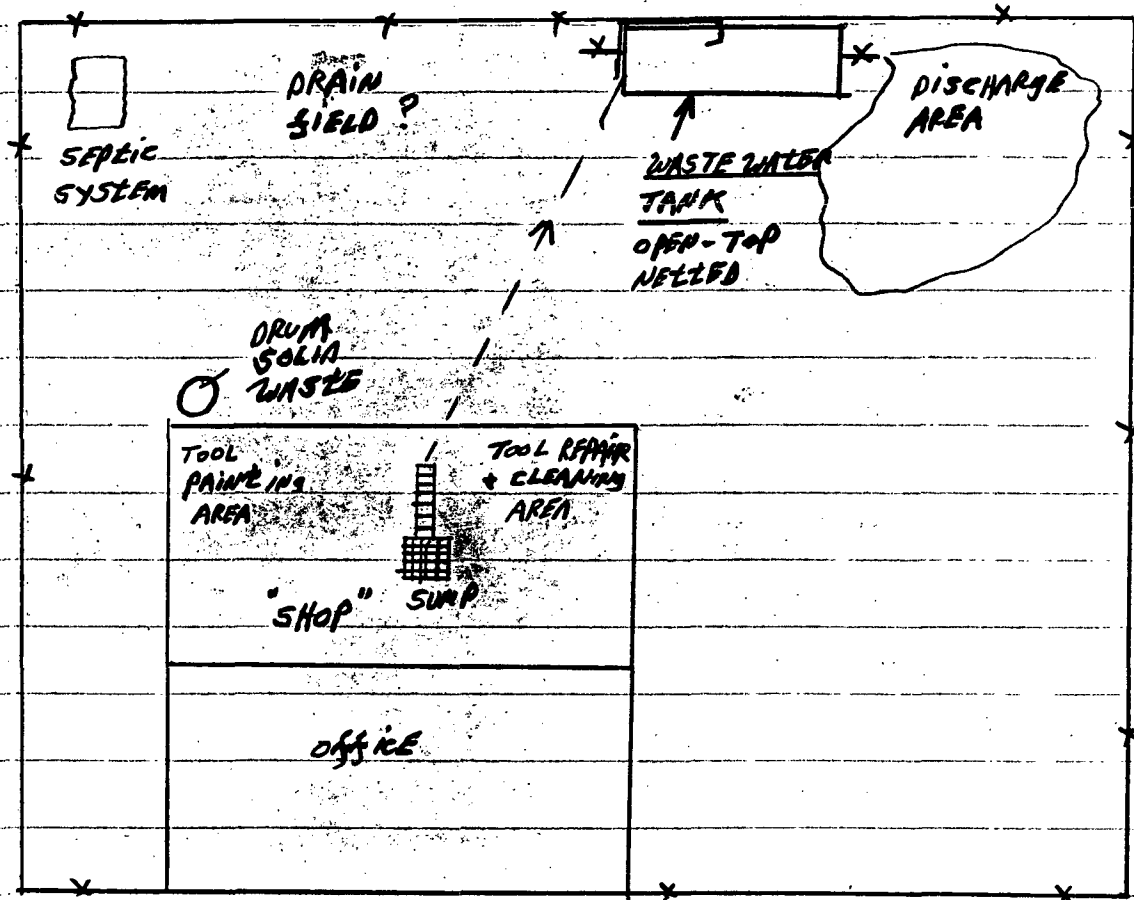 DRAIN
FIELD ?
SEPTIC
SYSTEM
DISCHARGE
AREA
WASTE WATER
TANK
OPEN-TOP
NETTED
DRUM
SOLID
WASTE
TOOL
PAINTING
AREA
TOOL REPAIR
& CLEANING
AREA
"SHOP"
SUMP
OFFICE